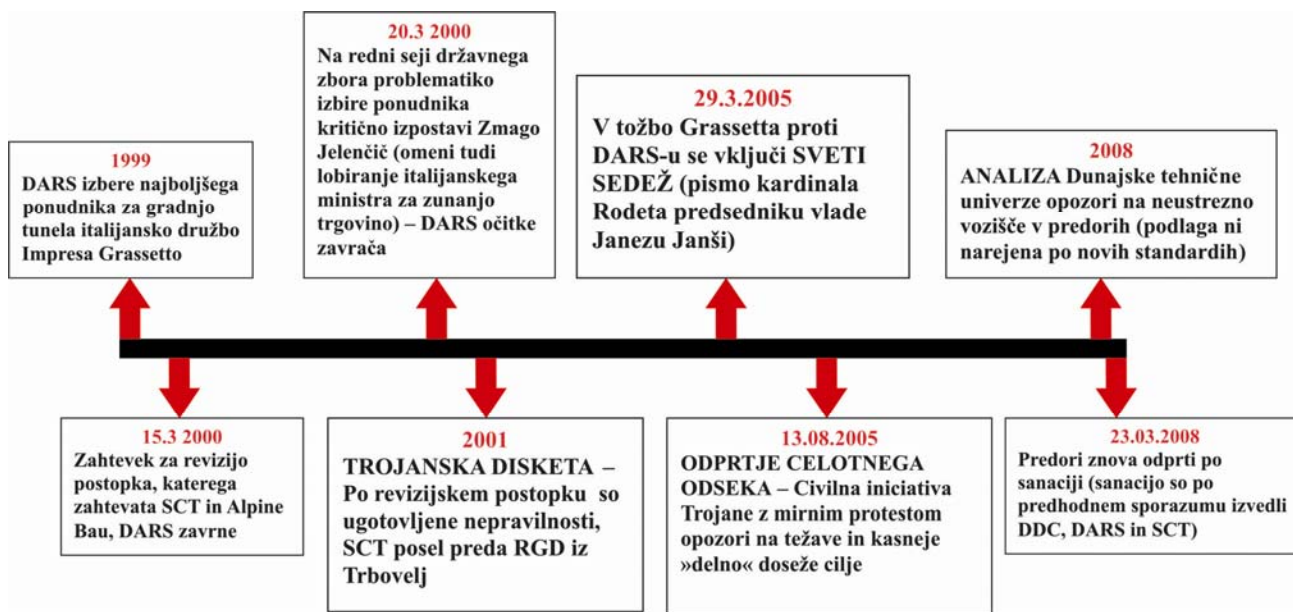 1999
DARS izbere najboljšega
ponudnika za gradnjo
tunela italijansko družbo
Impresa Grassetto
15.3 2000
Zahtevek za revizijo
postopka, katerega
zahtevata SCT in Alpine
Bau, DARS zavrne
20.3 2000
Na redni seji državnega
zbora problematiko
izbire ponudnika
kritično izpostavi Zmago
Jelenčič (omeni tudi
lobiranje italijanskega
ministra za zunanjo
trgovino) – DARS očitke
zavrača
2001
TROJANSKA DISKETA –
Po revizijskem postopku so
ugotovljene nepravilnosti,
SCT posel preda RGD iz
Trbovelj
29.3.2005
V tožbo Grassetta proti
DARS-u se vključi SVETI
SEDEŽ (pismo kardinala
Rodeta predsedniku vlade
Janezu Janši)
13.08.2005
ODPRTJE CELOTNEGA
ODSEKA – Civilna iniciativa
Trojane z mirnim protestom
opozori na težave in kasneje
»delno« doseže cilje
2008
ANALIZA Dunajske tehnične
univerze opozori na neustrezno
vozišče v predorih (podlaga ni
narejena po novih standardih)
23.03.2008
Predori znova odprti po
sanaciji (sanacijo so po
predhodnem sporazumu izvedli
DDC, DARS in SCT)